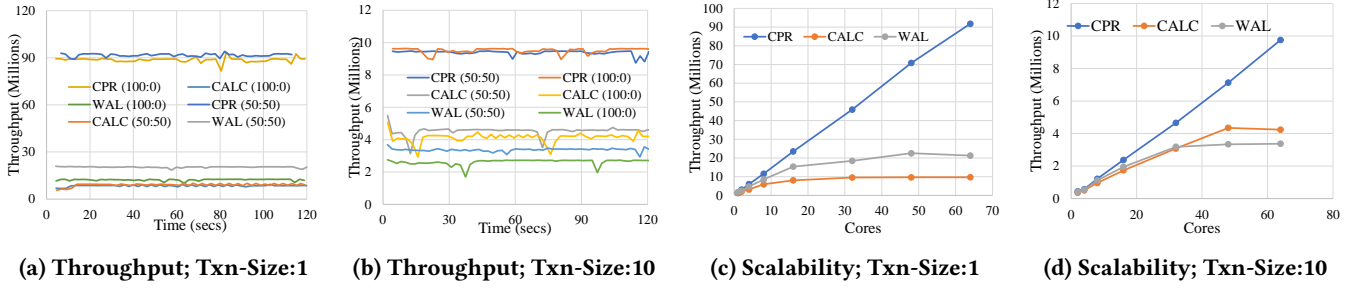 Throughput (Millions)
120
90
60
30
0
CPR (100:0)
CALC (100:0)
WAL (100:0)
CPR (50:50)
CALC (50:50)
WAL (50:50)
0
20
40
60
80
100
120
Time (secs)
(a) Throughput; Txn-Size:1
Throughput (Millions)
12
10
8
6
4
2
0
CPR (50:50)
CPR (100:0)
CALC (50:50)
CALC (100:0)
WAL (50:50)
WAL (100:0)
0
30
60
90
120
Time (secs)
(b) Throughput; Txn-Size:10
Throughput (Millions)
100
90
80
70
60
50
40
30
20
10
0
CPR
CALC
WAL
0
10
20
30
40
50
60
70
Cores
(c) Scalability; Txn-Size:1
Throughput (Millions)
12
10
8
6
4
2
0
CPR
CALC
WAL
0
20
40
60
80
Cores
(d) Scalability; Txn-Size:10